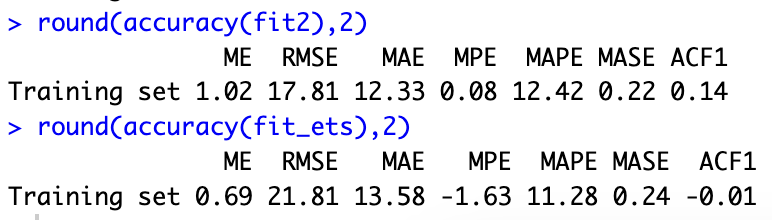 > round(accuracy(fit2),2)
ME RMSE MAE MPE MAPE MASE ACF1
Training set 1.02 17.81 12.33 0.08 12.42 0.22 0.14
> round(accuracy(fit_ets),2)
ME RMSE MAE MPE MAPE MASE ACF1
Training set 0.69 21.81 13.58 -1.63 11.28 0.24 -0.01